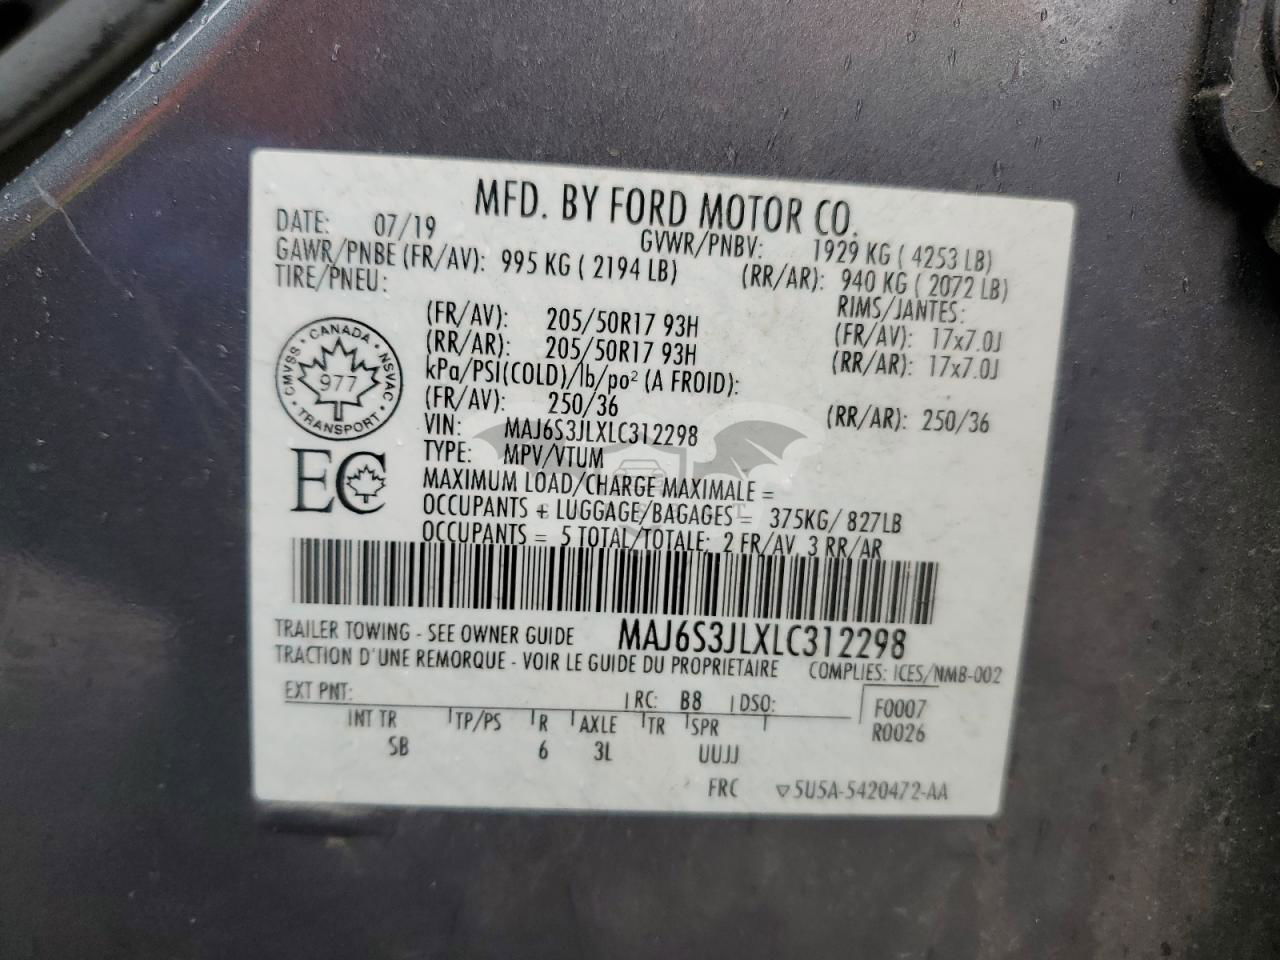 MFD. BY FORD MOTOR CO.
DATE: 07/19 GVWR/PNBV: 1929 KG ( 4253 LB)
GAWR/PNBE (FR/AV): 995 KG ( 2194 LB) (RR/AR): 940 KG ( 2072 LB)
TIRE/PNEU: RIMS/JANTES:
(FR/AV): 205/50R17 93H (FR/AV): 17x7.0J
(RR/AR): 205/50R17 93H (RR/AR): 17x7.0J
kPa/PSI(COLD)/lb/po² (A FROID):
(FR/AV): 250/36 (RR/AR): 250/36
VIN: MAJ6S3JLXLC312298
TYPE: MPV/VTUM
MAXIMUM LOAD/CHARGE MAXIMALE =
OCCUPANTS + LUGGAGE/BAGAGES = 375KG/ 827LB
OCCUPANTS = 5 TOTAL/TOTALE: 2 FR/AV, 3 RR/AR
CANADA
CMVSS NSVAC
977
TRANSPORT
EC
TRAILER TOWING - SEE OWNER GUIDE MAJ6S3JLXLC312298
TRACTION D'UNE REMORQUE - VOIR LE GUIDE DU PROPRIETAIRE COMPLIES: ICES/NMB-002
EXT PNT: RC: B8 DSO: F0007
INT TR TP/PS R AXLE TR SPR R0026
SB 6 3L UUJJ
FRC ▽5U5A-5420472-AA